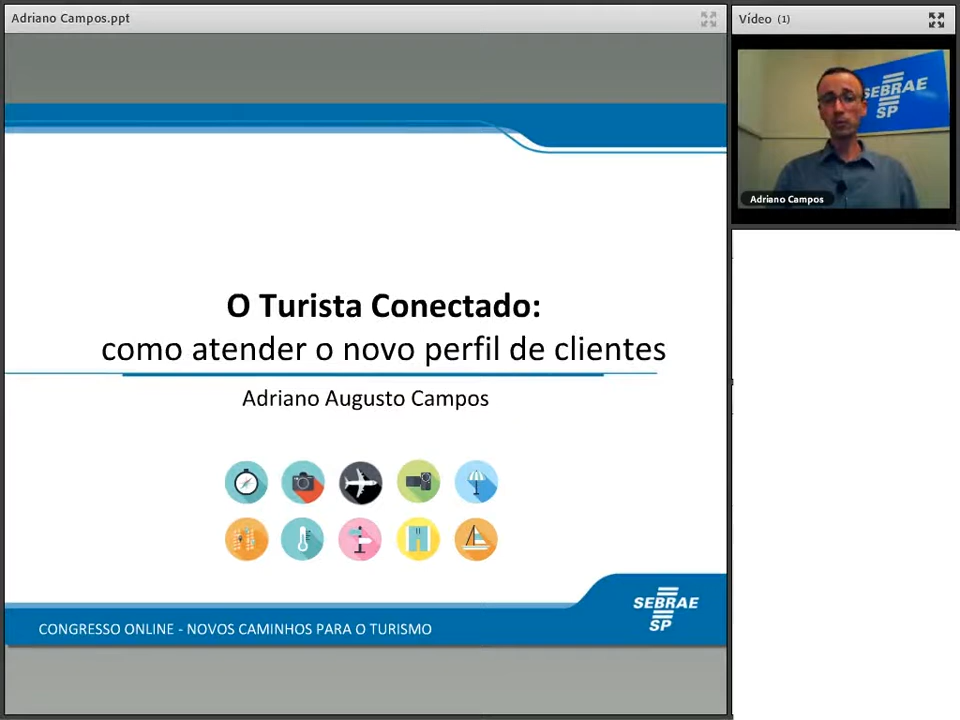 Adriano Campos.ppt
Vídeo (1)
SEBRAE
SP
Adriano Campos
O Turista Conectado:
como atender o novo perfil de clientes
Adriano Augusto Campos
SEBRAE
SP
CONGRESSO ONLINE - NOVOS CAMINHOS PARA O TURISMO